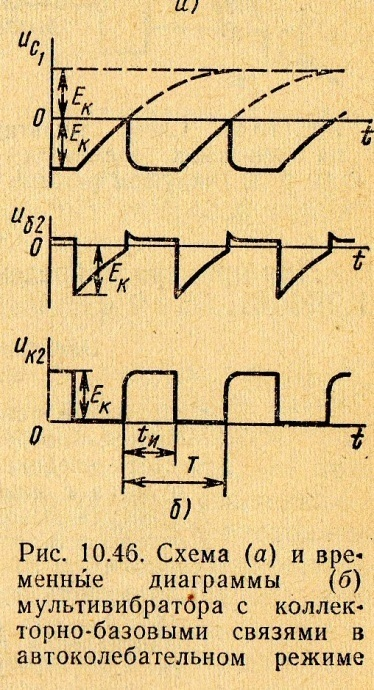 а)
u_C1
E_к
0
E_к
t
u_б2
0
E_к
t
u_к2
E_к
0
t_и
t
T
б)
Рис. 10.46. Схема (а) и вре-
менные диаграммы (б)
мультивибратора с коллек-
торно-базовыми связями в
автоколебательном режиме